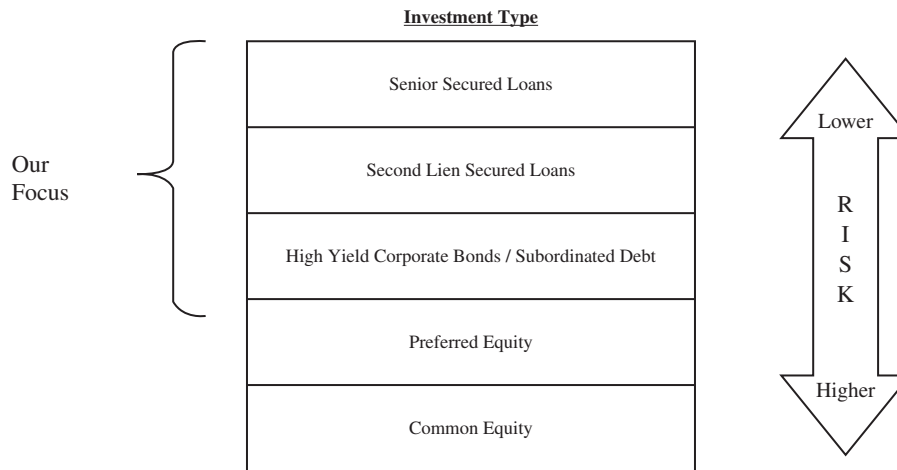 Investment Type
Senior Secured Loans
Lower
Second Lien Secured Loans
Our
Focus
R
I
S
K
High Yield Corporate Bonds / Subordinated Debt
Preferred Equity
Higher
Common Equity